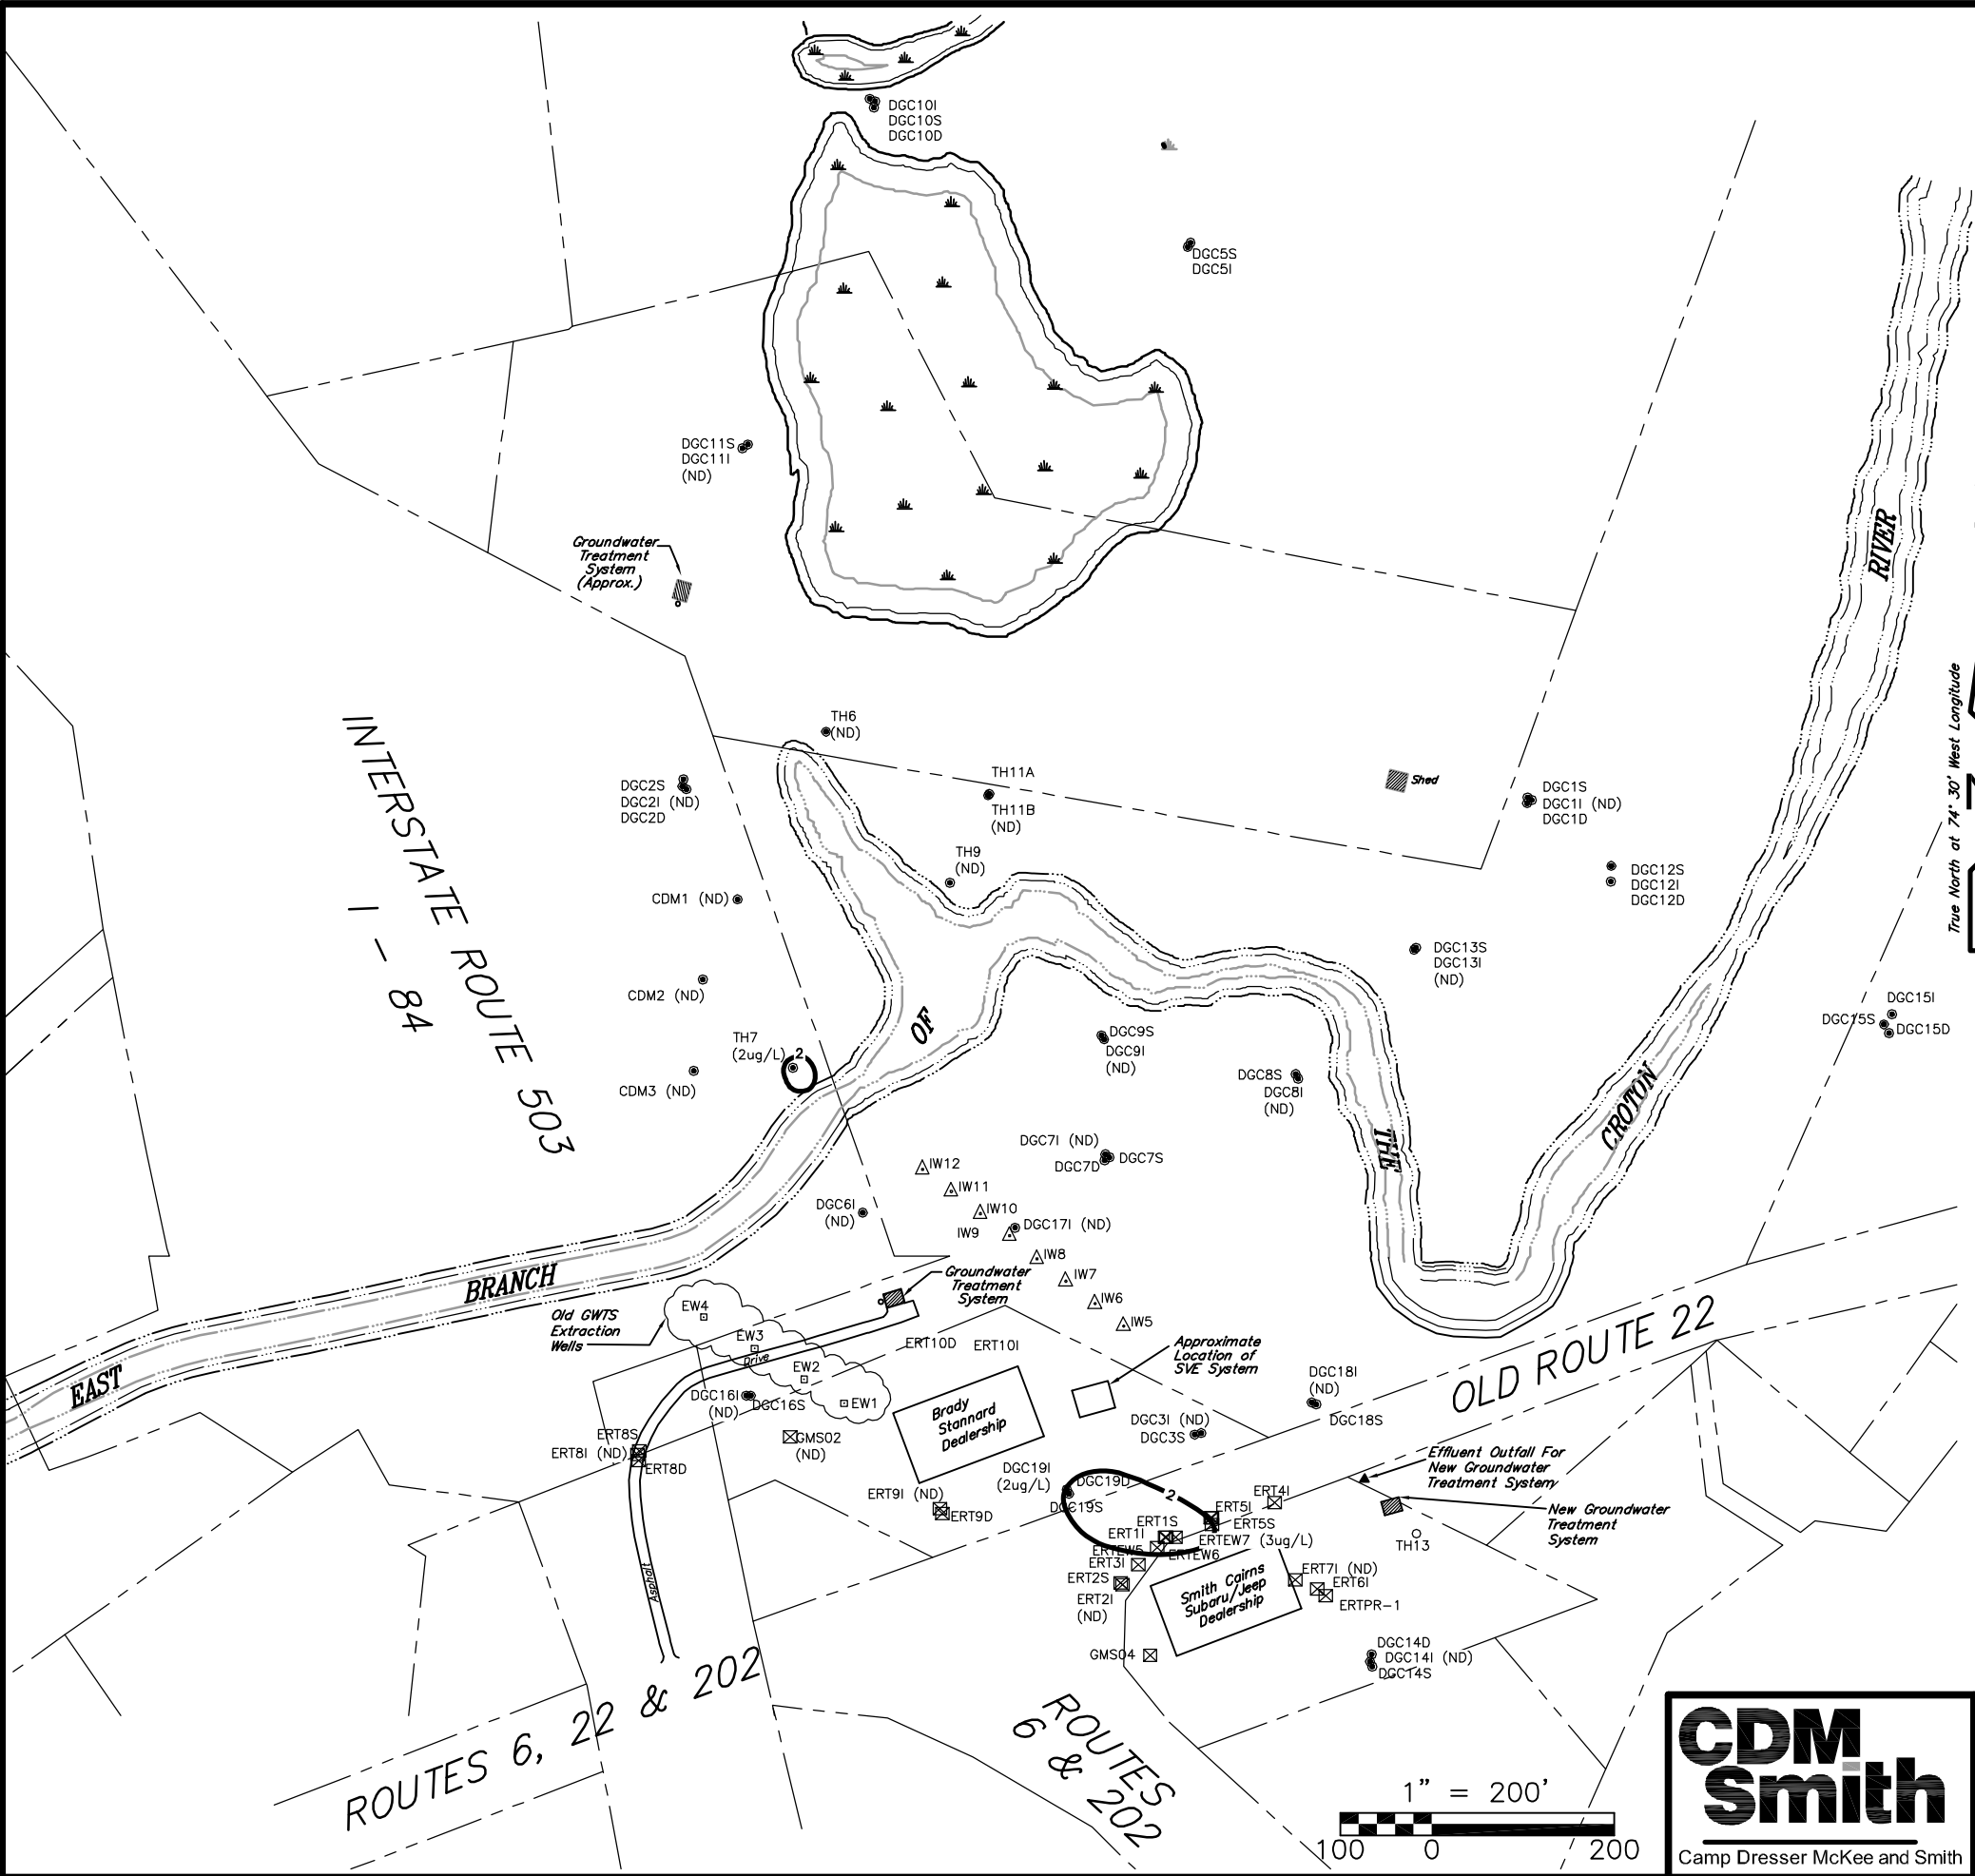 DGC10I
DGC10S
DGC10D
DGC5S
DGC5I
DGC11S
DGC11I
(ND)
Groundwater
Treatment
System
(Approx.)
RIVER
True North at 74° 30' West Longitude
TH6
(ND)
INTERSTATE ROUTE 503
I - 84
DGC2S
DGC2I (ND)
DGC2D
TH11A
TH11B
(ND)
Shed
DGC1S
DGC1I (ND)
DGC1D
TH9
(ND)
DGC12S
DGC12I
DGC12D
CDM1 (ND)
DGC13S
DGC13I
(ND)
CDM2 (ND)
DGC15I
DGC15S
DGC15D
OF
TH7
(2ug/L)
2
DGC9S
DGC9I
(ND)
DGC8S
DGC8I
(ND)
CDM3 (ND)
CROTON
THE
DGC7I (ND)
DGC7D
DGC7S
IW12
IW11
IW10
IW9
DGC17I (ND)
IW8
IW7
IW6
IW5
DGC6I
(ND)
BRANCH
EAST
Groundwater
Treatment
System
Old GWTS
Extraction
Wells
EW4
EW3
Drive
EW2
EW1
ERT10D
ERT10I
Approximate
Location of
SVE System
OLD ROUTE 22
DGC16I
(ND)
DGC16S
DGC18I
(ND)
DGC18S
Brady
Stannard
Dealership
DGC3I (ND)
DGC3S
ERT8S
ERT8I (ND)
ERT8D
GMS02
(ND)
Effluent Outfall For
New Groundwater
Treatment System
DGC19I
(2ug/L)
DGC19D
DGC19S
2
ERT4I
ERT9I (ND)
ERT9D
New Groundwater
Treatment
System
ERT5I
ERT5S
ERT1S
ERT1I
ERTEW7 (3ug/L)
ERTEW5
ERTEW6
TH13
ERT3I
ERT2S
ERT2I
(ND)
ERT7I (ND)
ERT6I
ERTPR-1
Smith Cairns
Subaru/Jeep
Dealership
Asphalt
GMS04
DGC14D
DGC14I (ND)
DGC14S
ROUTES 6, 22 & 202
ROUTES
6 & 202
1" = 200'
100 0 200
CDM
Smith
Camp Dresser McKee and Smith